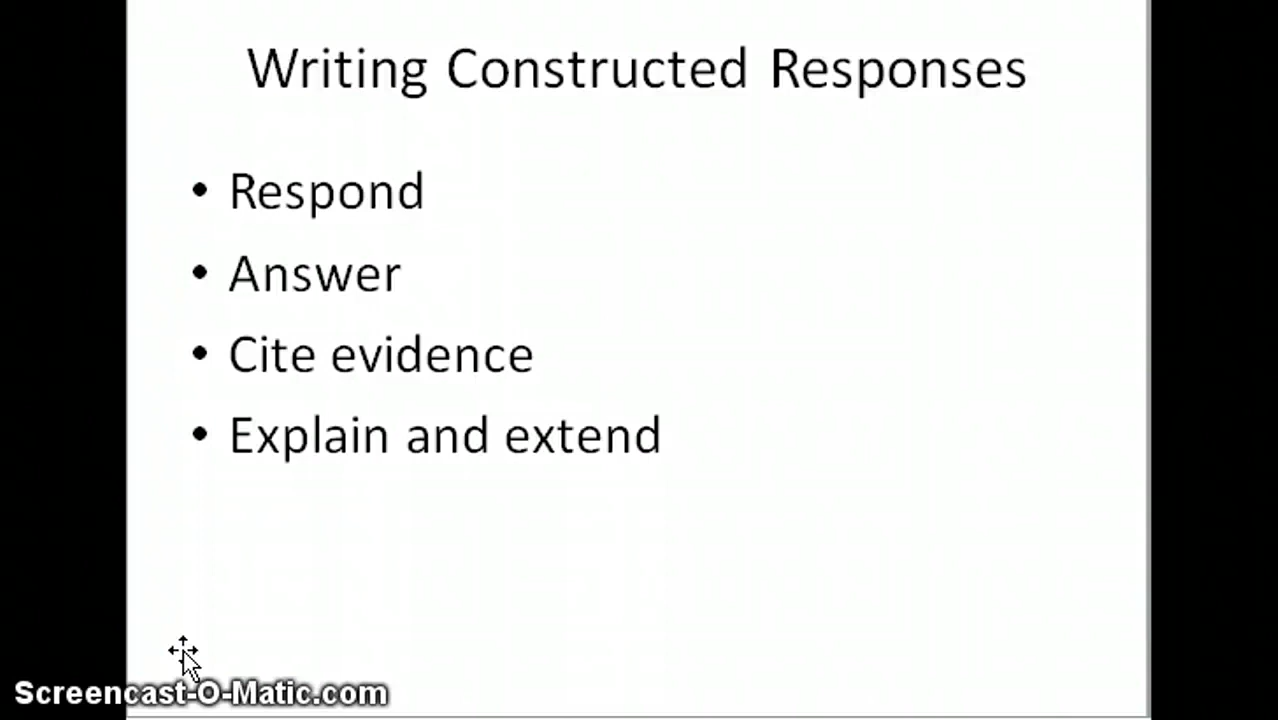 Writing Constructed Responses
• Respond
• Answer
• Cite evidence
• Explain and extend
Screencast-O-Matic.com